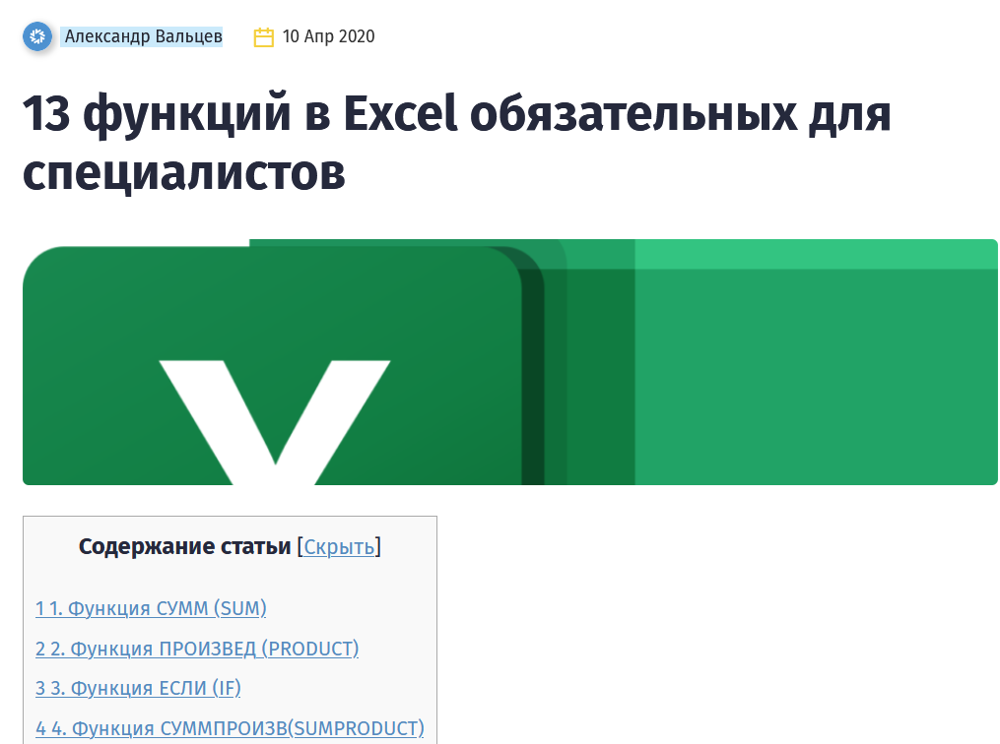 Александр Вальцев 10 Апр 2020
13 функций в Excel обязательных для
специалистов
X
Содержание статьи [Скрыть]
1 1. Функция СУММ (SUM)
2 2. Функция ПРОИЗВЕД (PRODUCT)
3 3. Функция ЕСЛИ (IF)
4 4. Функция СУММПРОИЗВ(SUMPRODUCT)